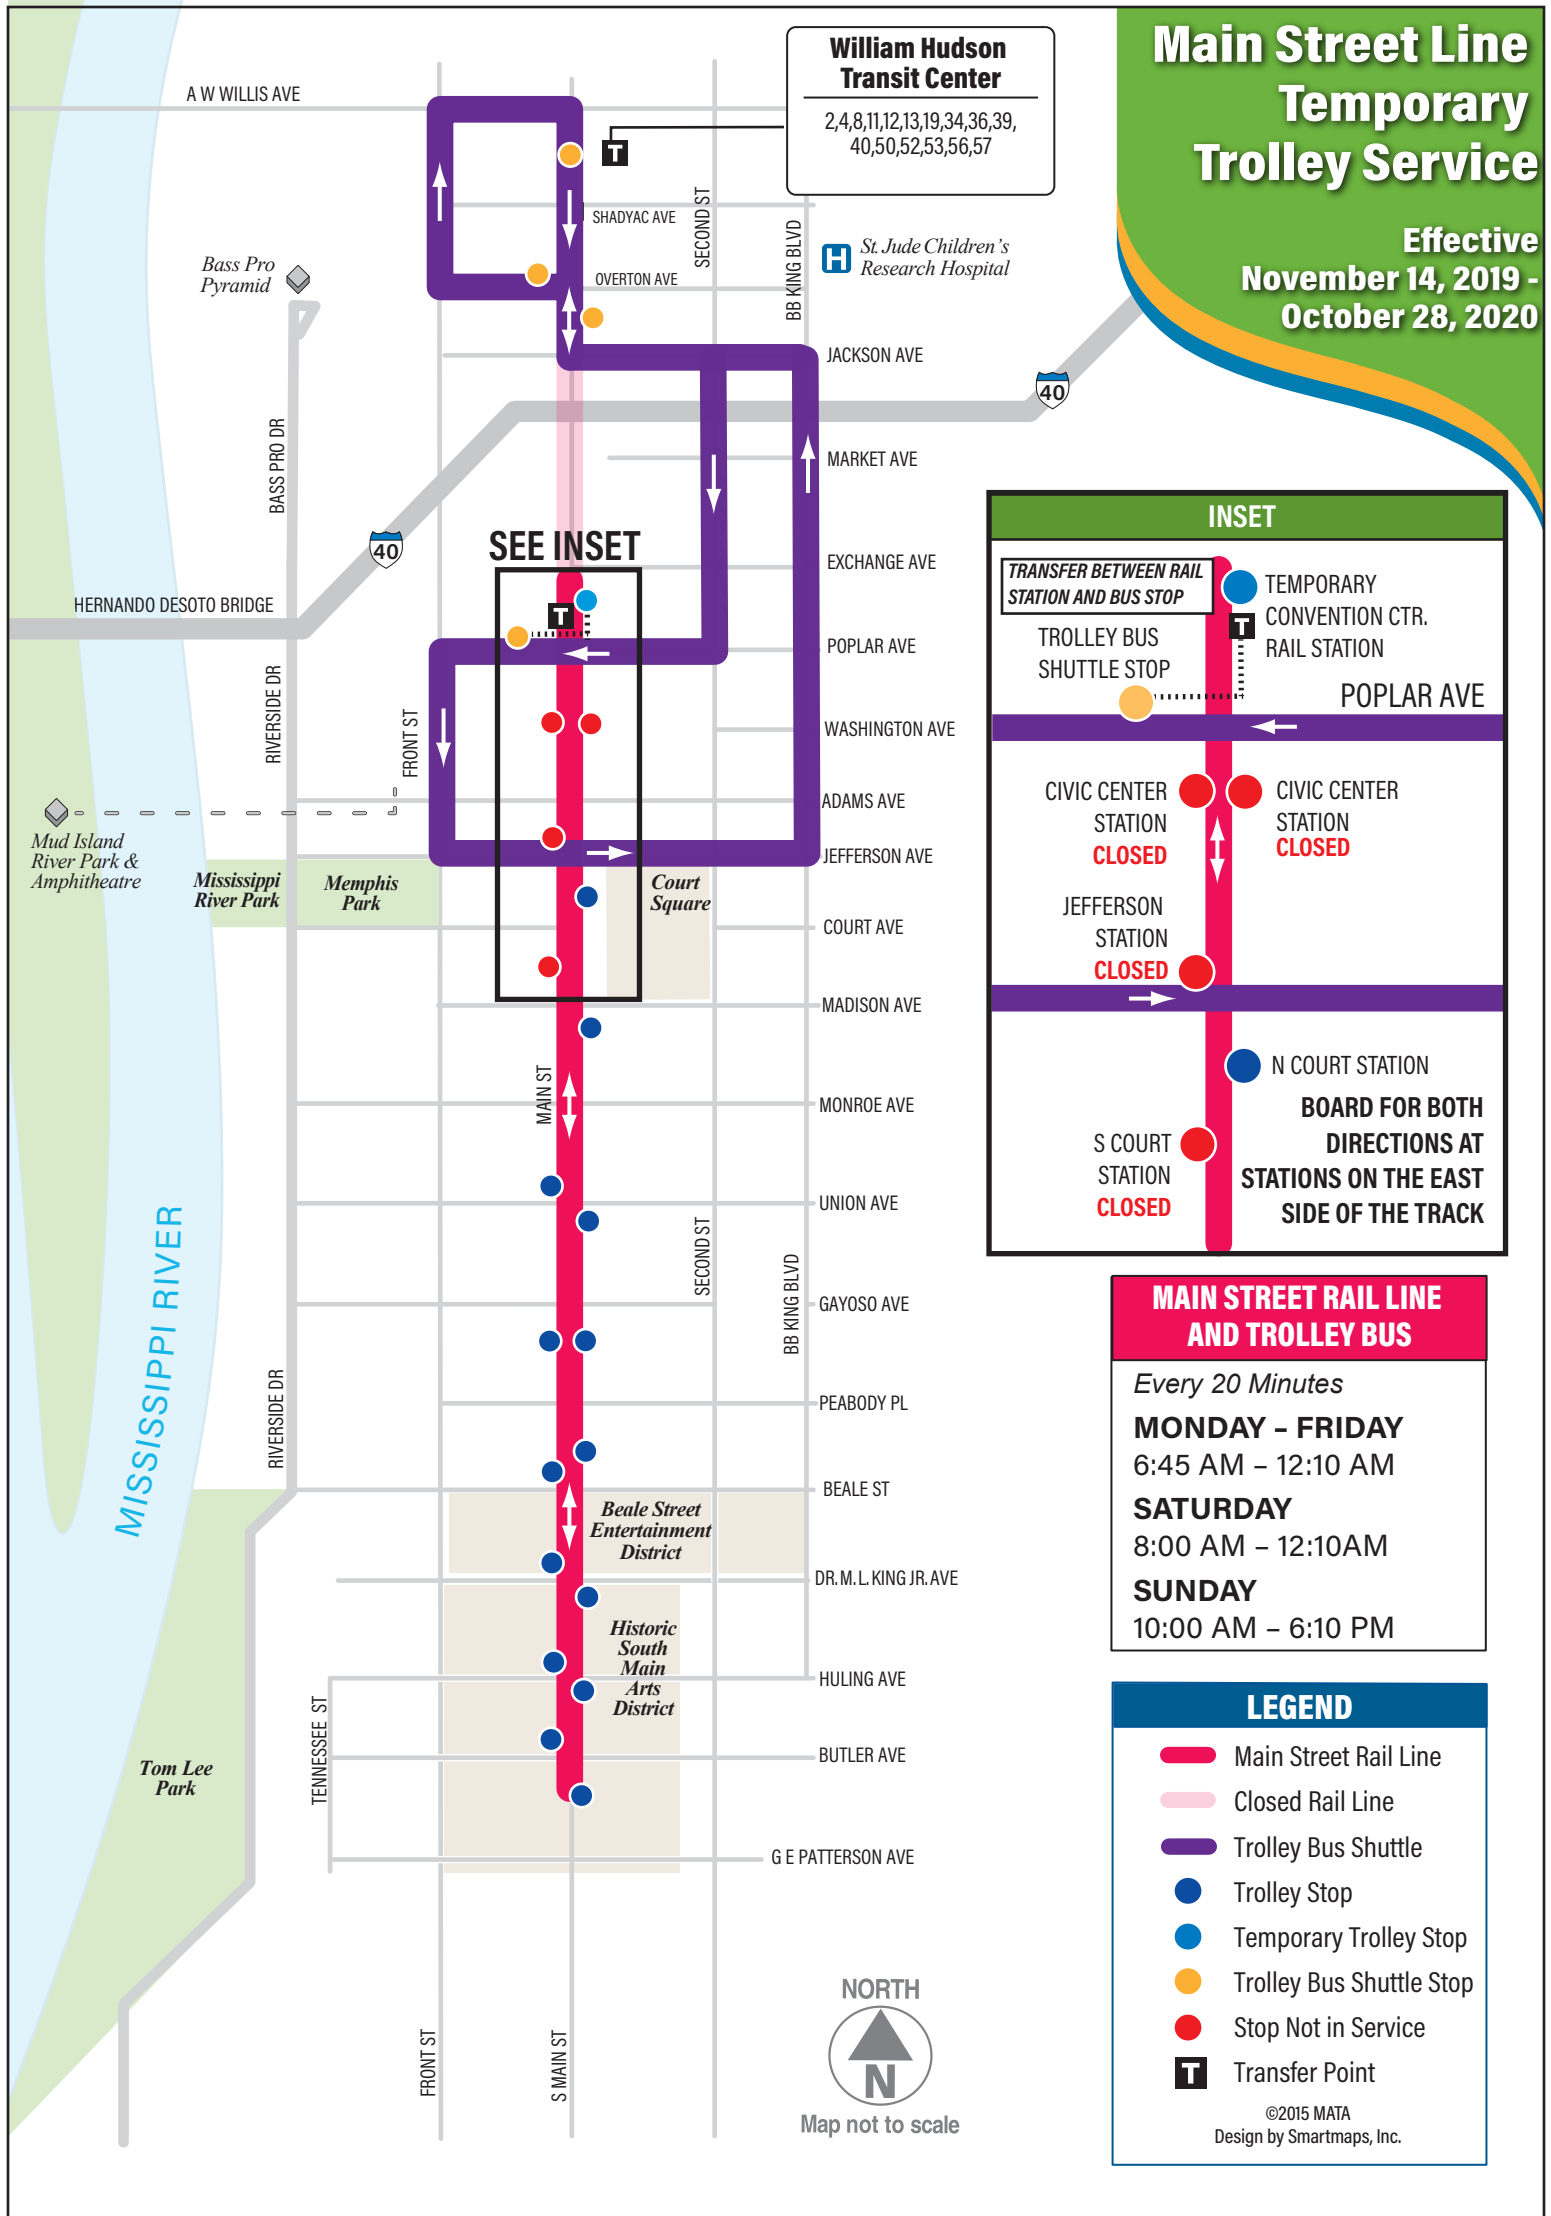 Main Street Line
Temporary
Trolley Service
Effective
November 14, 2019 -
October 28, 2020
William Hudson
Transit Center
2,4,8,11,12,13,19,34,36,39,
40,50,52,53,56,57
T
A W WILLIS AVE
SHADYAC AVE
SECOND ST
BB KING BLVD
H
St. Jude Children's
Research Hospital
Bass Pro
Pyramid
OVERTON AVE
JACKSON AVE
40
BASS PRO DR
MARKET AVE
40
SEE INSET
EXCHANGE AVE
HERNANDO DESOTO BRIDGE
T
POPLAR AVE
RIVERSIDE DR
FRONT ST
WASHINGTON AVE
ADAMS AVE
Mud Island
River Park &
Amphitheatre
JEFFERSON AVE
Mississippi
River Park
Memphis
Park
Court
Square
COURT AVE
MADISON AVE
MAIN ST
MONROE AVE
UNION AVE
MISSISSIPPI RIVER
SECOND ST
BB KING BLVD
GAYOSO AVE
RIVERSIDE DR
PEABODY PL
BEALE ST
Beale Street
Entertainment
District
DR. M. L. KING JR. AVE
Historic
South
Main
Arts
District
HULING AVE
TENNESSEE ST
BUTLER AVE
Tom Lee
Park
G E PATTERSON AVE
FRONT ST
S MAIN ST
NORTH
N
Map not to scale
INSET
TRANSFER BETWEEN RAIL
STATION AND BUS STOP
TEMPORARY
CONVENTION CTR.
RAIL STATION
T
TROLLEY BUS
SHUTTLE STOP
POPLAR AVE
CIVIC CENTER
STATION
CLOSED
CIVIC CENTER
STATION
CLOSED
JEFFERSON
STATION
CLOSED
N COURT STATION
BOARD FOR BOTH
DIRECTIONS AT
STATIONS ON THE EAST
SIDE OF THE TRACK
S COURT
STATION
CLOSED
MAIN STREET RAIL LINE
AND TROLLEY BUS
Every 20 Minutes
MONDAY – FRIDAY
6:45 AM – 12:10 AM
SATURDAY
8:00 AM – 12:10AM
SUNDAY
10:00 AM – 6:10 PM
LEGEND
Main Street Rail Line
Closed Rail Line
Trolley Bus Shuttle
Trolley Stop
Temporary Trolley Stop
Trolley Bus Shuttle Stop
Stop Not in Service
T Transfer Point
©2015 MATA
Design by Smartmaps, Inc.